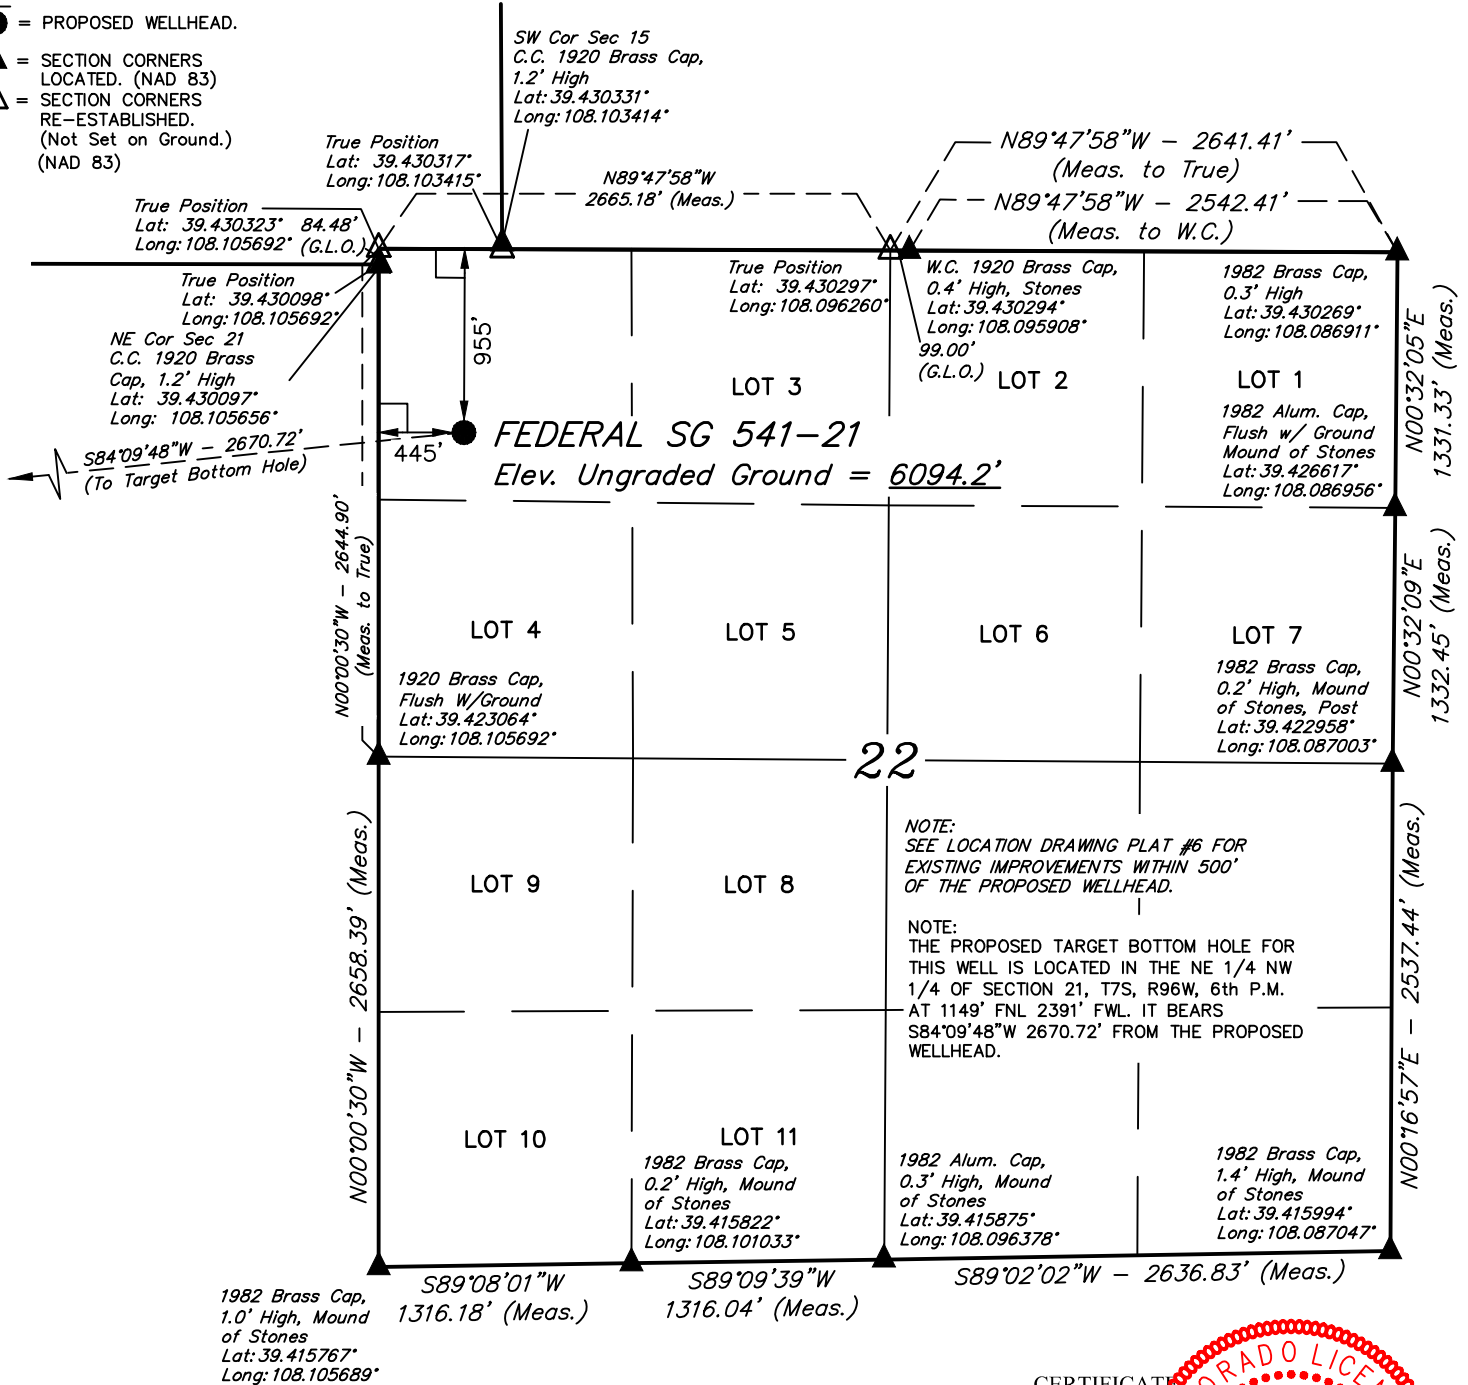 = PROPOSED WELLHEAD.
= SECTION CORNERS
LOCATED. (NAD 83)
= SECTION CORNERS
RE-ESTABLISHED.
(Not Set on Ground.)
(NAD 83)
SW Cor Sec 15
C.C. 1920 Brass Cap,
1.2' High
Lat: 39.430331°
Long: 108.103414°
True Position
Lat: 39.430317°
Long: 108.103415°
N89°47'58"W
2665.18' (Meas.)
N89°47'58"W - 2641.41'
(Meas. to True)
N89°47'58"W - 2542.41'
(Meas. to W.C.)
True Position
Lat: 39.430323°
Long: 108.105692°
84.48'
(G.L.O.)
True Position
Lat: 39.430098°
Long: 108.105692°
NE Cor Sec 21
C.C. 1920 Brass
Cap, 1.2' High
Lat: 39.430097°
Long: 108.105656°
True Position
Lat: 39.430297°
Long: 108.096260°
W.C. 1920 Brass Cap,
0.4' High, Stones
Lat: 39.430294°
Long: 108.095908°
99.00'
(G.L.O.)
1982 Brass Cap,
0.3' High
Lat: 39.430269°
Long: 108.086911°
955'
LOT 3
LOT 2
LOT 1
N00°32'05"E
1331.33' (Meas.)
1982 Alum. Cap,
Flush w/ Ground
Mound of Stones
Lat: 39.426617°
Long: 108.086956°
445'
FEDERAL SG 541-21
Elev. Ungraded Ground = 6094.2'
S84°09'48"W - 2670.72'
(To Target Bottom Hole)
N00°00'30"W - 2644.90'
(Meas. to True)
LOT 4
LOT 5
LOT 6
LOT 7
N00°32'09"E
1332.45' (Meas.)
1920 Brass Cap,
Flush W/Ground
Lat: 39.423064°
Long: 108.105692°
1982 Brass Cap,
0.2' High, Mound
of Stones, Post
Lat: 39.422958°
Long: 108.087003°
22
NOTE:
SEE LOCATION DRAWING PLAT #6 FOR
EXISTING IMPROVEMENTS WITHIN 500'
OF THE PROPOSED WELLHEAD.
LOT 9
LOT 8
N00°00'30"W - 2658.39' (Meas.)
NOTE:
THE PROPOSED TARGET BOTTOM HOLE FOR
THIS WELL IS LOCATED IN THE NE 1/4 NW
1/4 OF SECTION 21, T7S, R96W, 6th P.M.
AT 1149' FNL 2391' FWL. IT BEARS
S84°09'48"W 2670.72' FROM THE PROPOSED
WELLHEAD.
N00°16'57"E - 2537.44' (Meas.)
LOT 10
LOT 11
1982 Brass Cap,
0.2' High, Mound
of Stones
Lat: 39.415822°
Long: 108.101033°
1982 Alum. Cap,
0.3' High, Mound
of Stones
Lat: 39.415875°
Long: 108.096378°
1982 Brass Cap,
1.4' High, Mound
of Stones
Lat: 39.415994°
Long: 108.087047°
S89°08'01"W
1316.18' (Meas.)
S89°09'39"W
1316.04' (Meas.)
S89°02'02"W - 2636.83' (Meas.)
1982 Brass Cap,
1.0' High, Mound
of Stones
Lat: 39.415767°
Long: 108.105689°